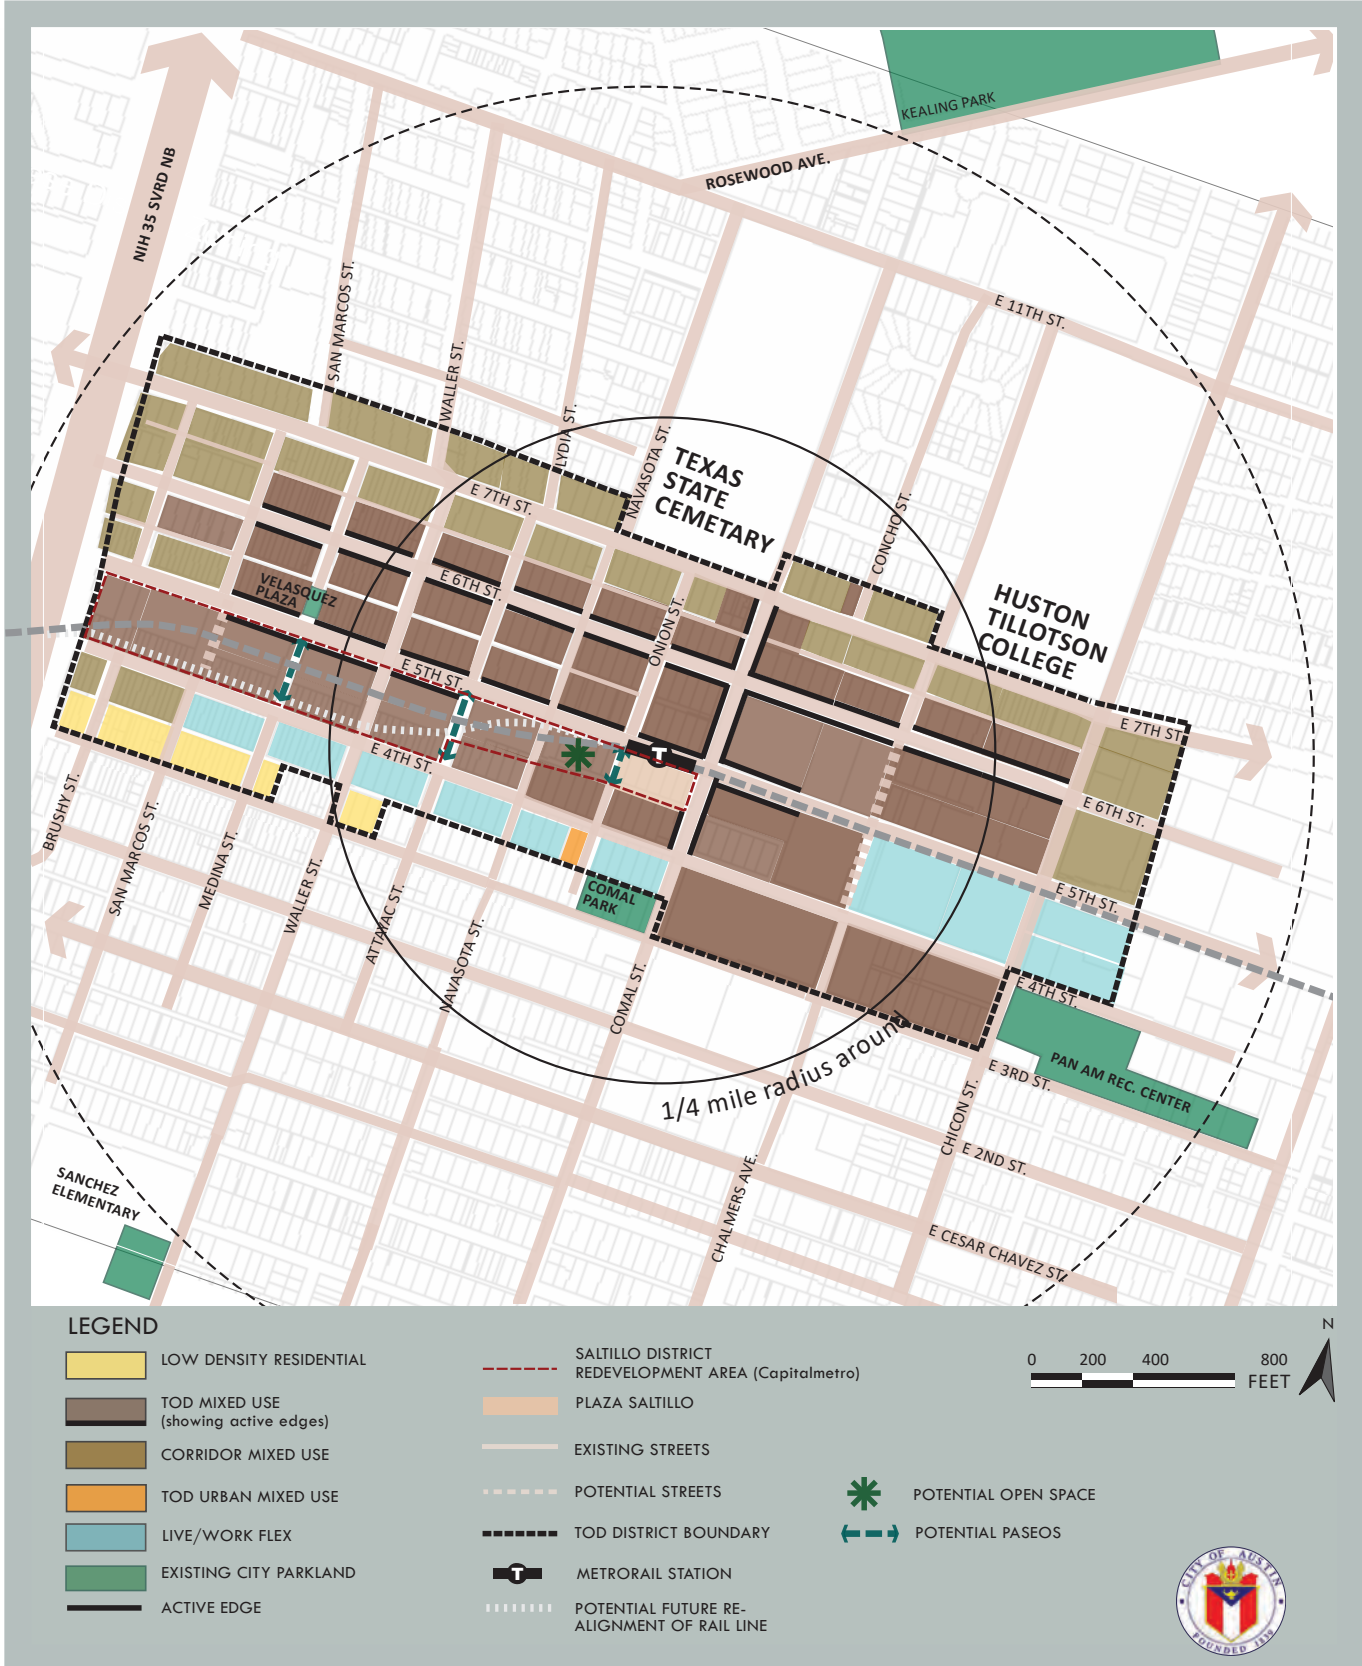 KEALING PARK
ROSEWOOD AVE.
NIH 35 SVRD NB
SAN MARCOS ST.
WALLER ST.
LYDIA ST.
NAVASOTA ST.
E 11TH ST.
TEXAS
STATE
CEMETARY
CONCHO ST.
E 7TH ST.
E 6TH ST.
VELASQUEZ
PLAZA
ONION ST.
HUSTON
TILLOTSON
COLLEGE
E 5TH ST.
E 7TH ST
T
E 4TH ST.
E 6TH ST.
BRUSHY ST.
SAN MARCOS ST.
MEDINA ST.
WALLER ST.
ATTAYAC ST.
NAVASOTA ST.
COMAL
PARK
E 5TH ST.
COMAL ST.
E 4TH ST.
1/4 mile radius around
E 3RD ST.
PAN AM REC. CENTER
CHICON ST.
E 2ND ST.
SANCHEZ
ELEMENTARY
CHALMERS AVE.
E CESAR CHAVEZ ST.
LEGEND
LOW DENSITY RESIDENTIAL
TOD MIXED USE
(showing active edges)
CORRIDOR MIXED USE
TOD URBAN MIXED USE
LIVE/WORK FLEX
EXISTING CITY PARKLAND
ACTIVE EDGE
SALTILLO DISTRICT
REDEVELOPMENT AREA (Capitalmetro)
PLAZA SALTILLO
EXISTING STREETS
POTENTIAL STREETS
TOD DISTRICT BOUNDARY
T METRORAIL STATION
POTENTIAL FUTURE RE-
ALIGNMENT OF RAIL LINE
POTENTIAL OPEN SPACE
POTENTIAL PASEOS
0 200 400 800
FEET
N
CITY OF AUSTIN
FOUNDED 1839